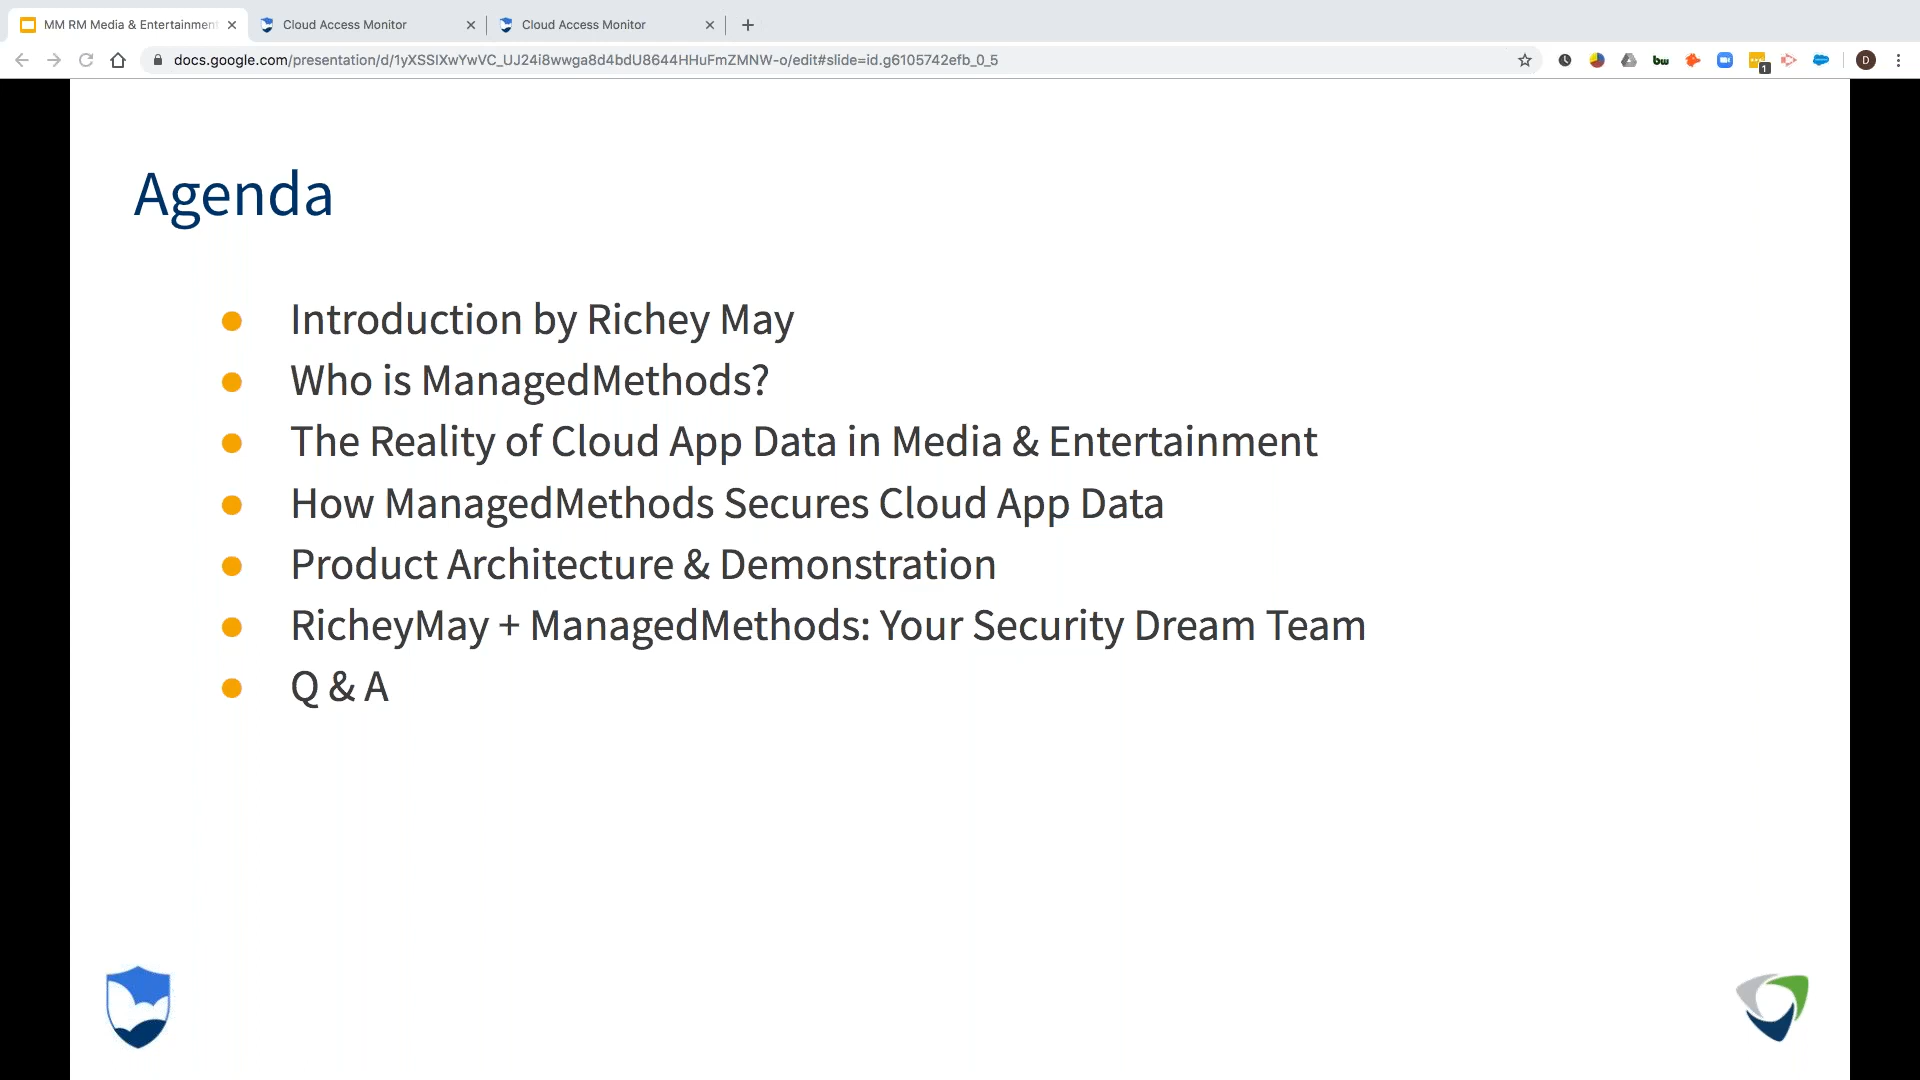 MM RM Media & Entertainment
Cloud Access Monitor
Cloud Access Monitor
docs.google.com/presentation/d/1yXSSIXwYwVC_UJ24i8wwga8d4bdU8644HHuFmZMNW-o/edit#slide=id.g6105742efb_0_5
bw
1
D
Agenda
Introduction by Richey May
Who is ManagedMethods?
The Reality of Cloud App Data in Media & Entertainment
How ManagedMethods Secures Cloud App Data
Product Architecture & Demonstration
RicheyMay + ManagedMethods: Your Security Dream Team
Q & A